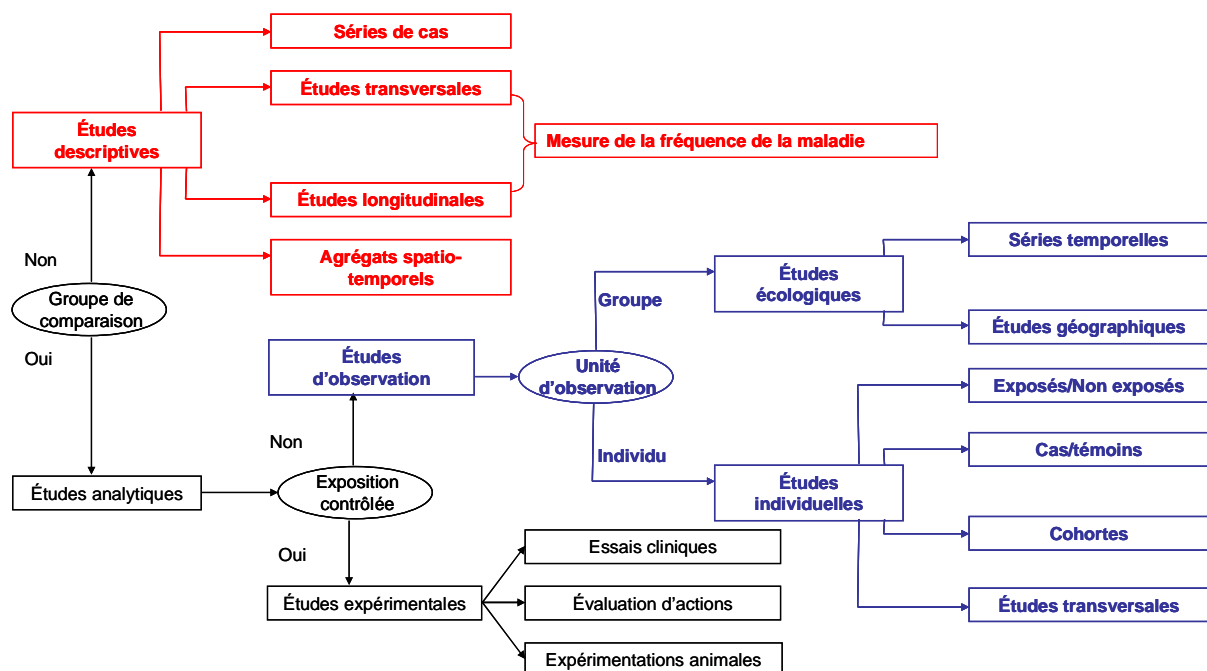 Séries de cas
Études transversales
Études
descriptives
Mesure de la fréquence de la maladie
Études longitudinales
Agrégats spatio-
temporels
Non
Groupe de
comparaison
Oui
Études analytiques
Non
Exposition
contrôlée
Oui
Études
d'observation
Unité
d'observation
Groupe
Individu
Études
écologiques
Séries temporelles
Études géographiques
Études
individuelles
Exposés/Non exposés
Cas/témoins
Cohortes
Études transversales
Études expérimentales
Essais cliniques
Évaluation d'actions
Expérimentations animales